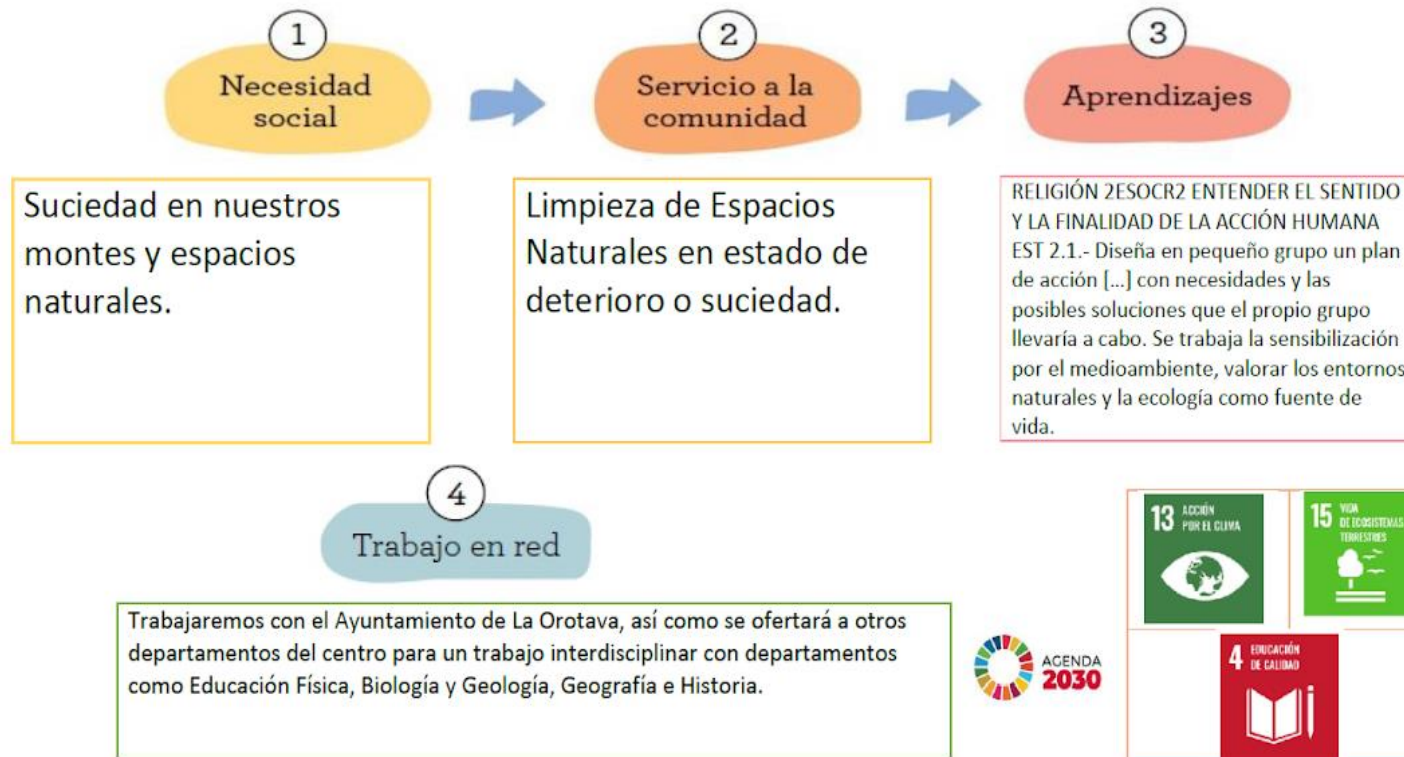 1
Necesidad
social
2
Servicio a la
comunidad
3
Aprendizajes
Suciedad en nuestros
montes y espacios
naturales.
Limpieza de Espacios
Naturales en estado de
deterioro o suciedad.
RELIGIÓN 2ESOCR2 ENTENDER EL SENTIDO
Y LA FINALIDAD DE LA ACCIÓN HUMANA
EST 2.1.- Diseña en pequeño grupo un plan
de acción [...] con necesidades y las
posibles soluciones que el propio grupo
llevaría a cabo. Se trabaja la sensibilización
por el medioambiente, valorar los entornos
naturales y la ecología como fuente de
vida.
4
Trabajo en red
Trabajaremos con el Ayuntamiento de La Orotava, así como se ofertará a otros
departamentos del centro para un trabajo interdisciplinar con departamentos
como Educación Física, Biología y Geología, Geografía e Historia.
AGENDA
2030
13 ACCIÓN
POR EL CLIMA
15 VIDA
DE ECOSISTEMAS
TERRESTRES
4 EDUCACIÓN
DE CALIDAD